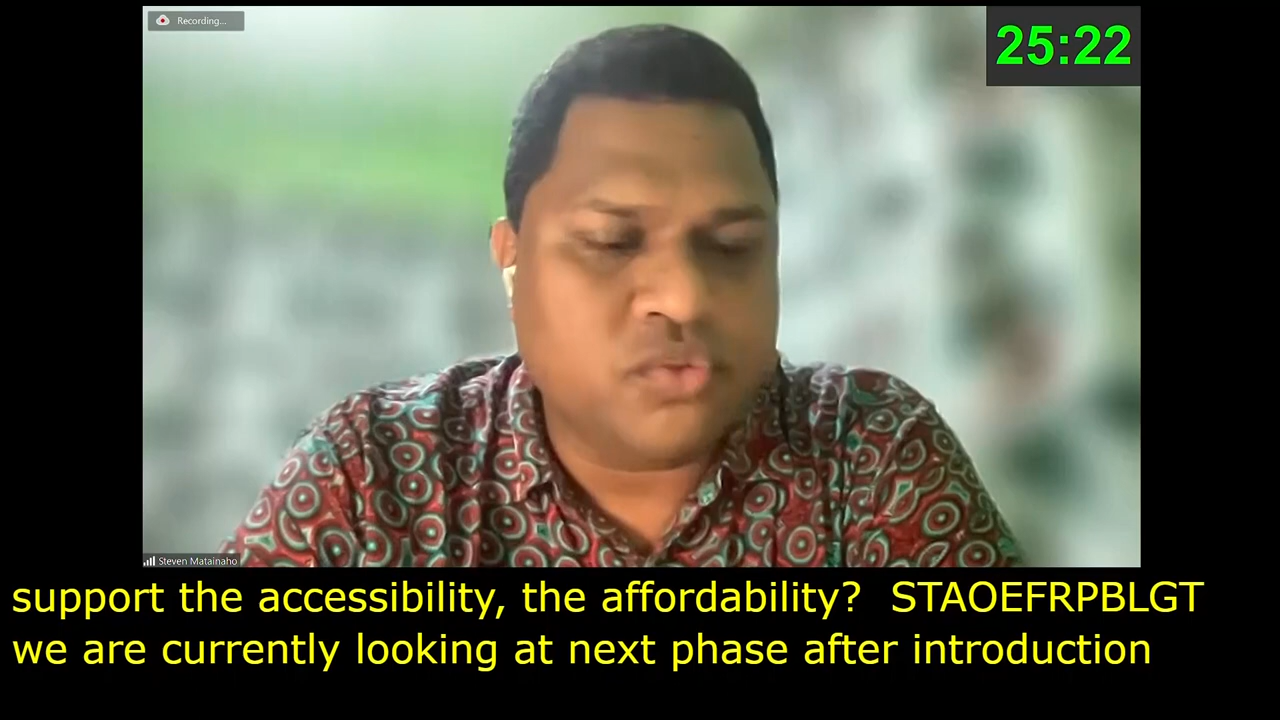 Recording...
25:22
Steven Matainaho
support the accessibility, the affordability?  STAOEFRPBLGT
we are currently looking at next phase after introduction